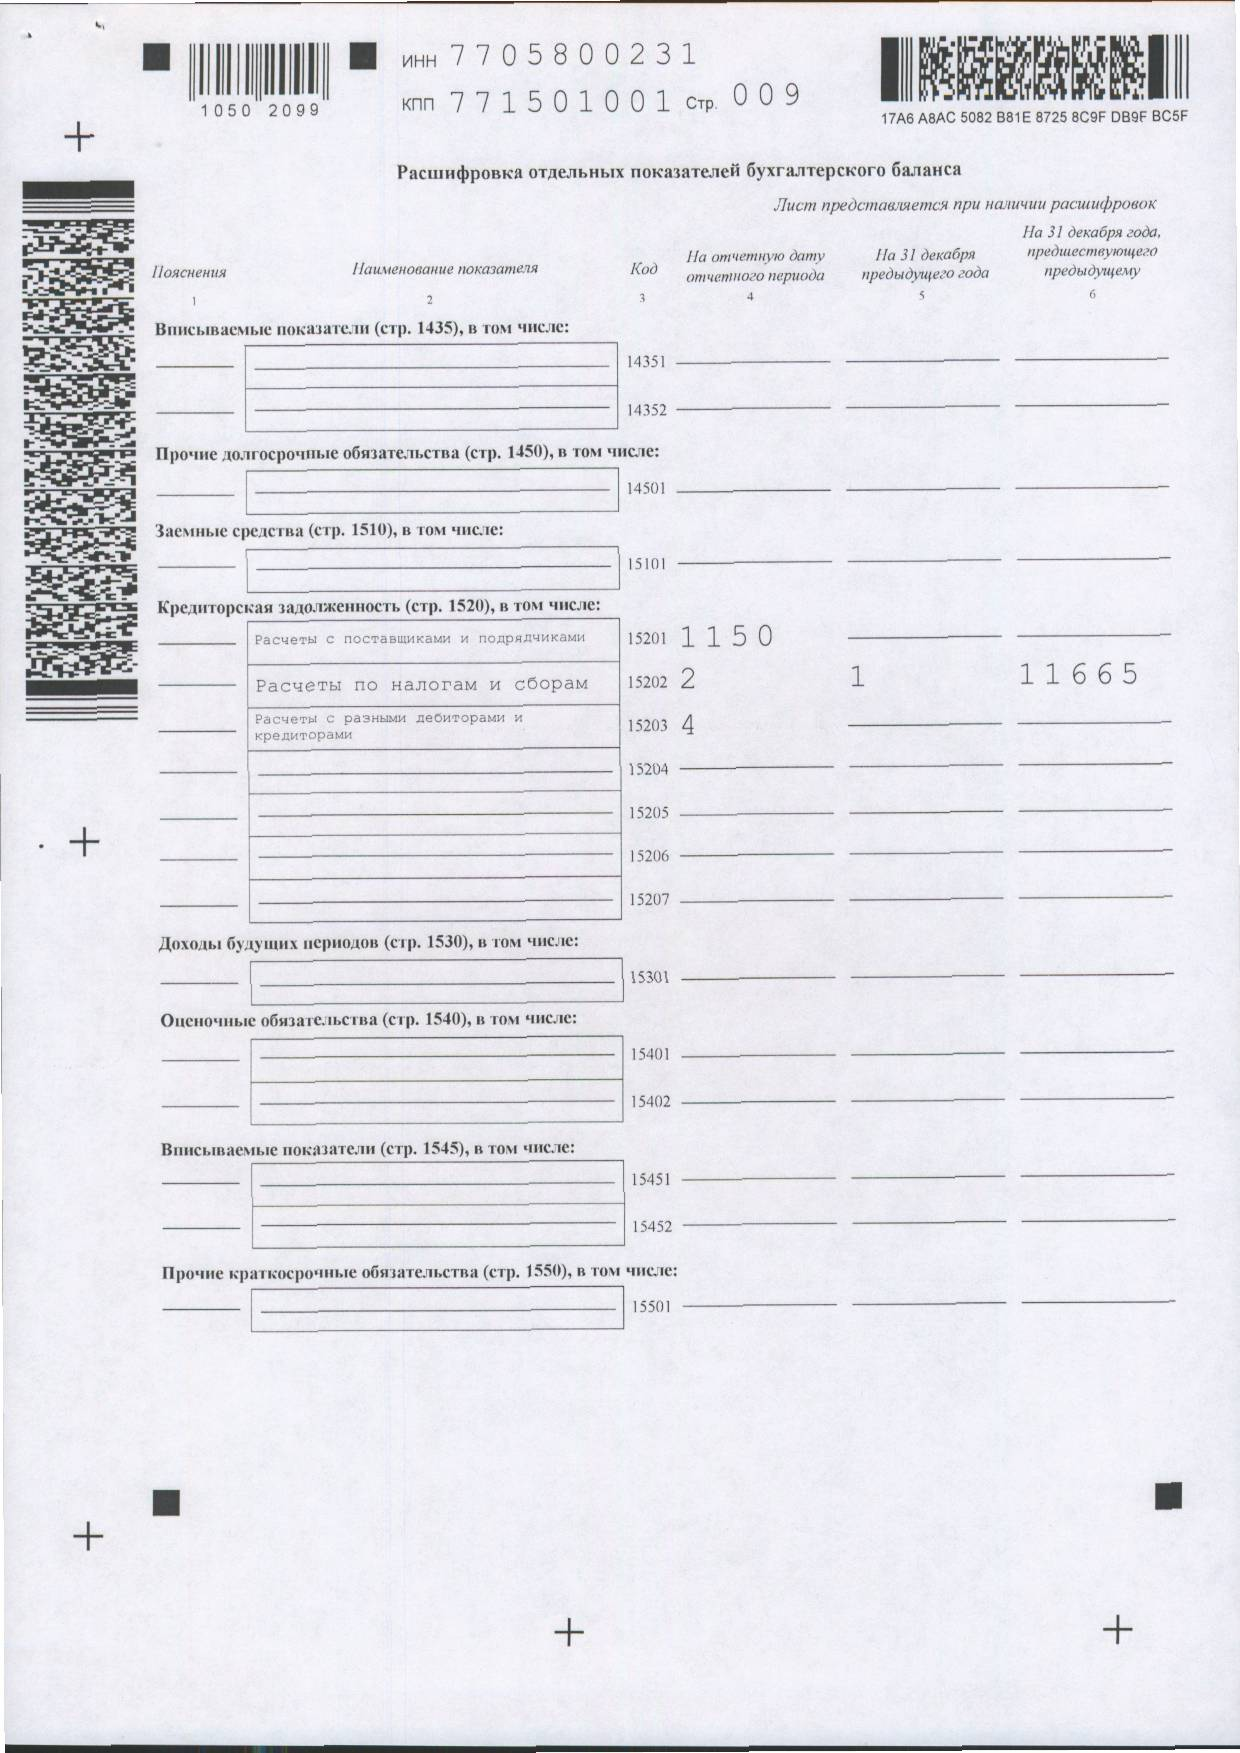 ИНН 7705800231
1050 2099
КПП 771501001 Стр. 009
17A6 A8AC 5082 B81E 8725 8C9F DB9F BC5F
Расшифровка отдельных показателей бухгалтерского баланса
Лист представляется при наличии расшифровок
Пояснения Наименование показателя Код На отчетную дату отчетного периода На 31 декабря предыдущего года На 31 декабря года, предшествующего предыдущему
1 2 3 4 5 6
Вписываемые показатели (стр. 1435), в том числе:
14351
14352
Прочие долгосрочные обязательства (стр. 1450), в том числе:
14501
Заемные средства (стр. 1510), в том числе:
15101
Кредиторская задолженность (стр. 1520), в том числе:
Расчеты с поставщиками и подрядчиками 15201 1150
Расчеты по налогам и сборам 15202 2 1 11665
Расчеты с разными дебиторами и
кредиторами 15203 4
15204
15205
15206
15207
Доходы будущих периодов (стр. 1530), в том числе:
15301
Оценочные обязательства (стр. 1540), в том числе:
15401
15402
Вписываемые показатели (стр. 1545), в том числе:
15451
15452
Прочие краткосрочные обязательства (стр. 1550), в том числе:
15501